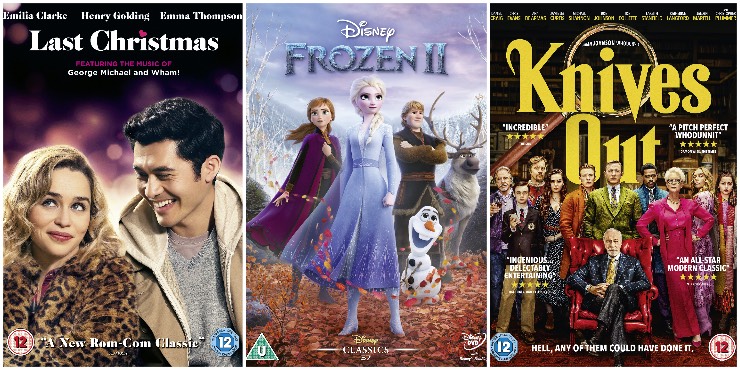 Emilia Clarke Henry Golding Emma Thompson
Last Christmas
FEATURING THE MUSIC OF
George Michael and Wham!
12
"A New Rom-Com Classic"
12
Disney
FROZEN II
U
Disney
CLASSICS
Disney
DVD
Knives
Out
"INCREDIBLE"
★★★★★
"A PITCH PERFECT
WHODUNNIT"
★★★★★
"INGENIOUS...
DELECTABLY
ENTERTAINING"
★★★★★
"AN ALL-STAR
MODERN CLASSIC"
★★★★★
12
HELL, ANY OF THEM COULD HAVE DONE IT.
12